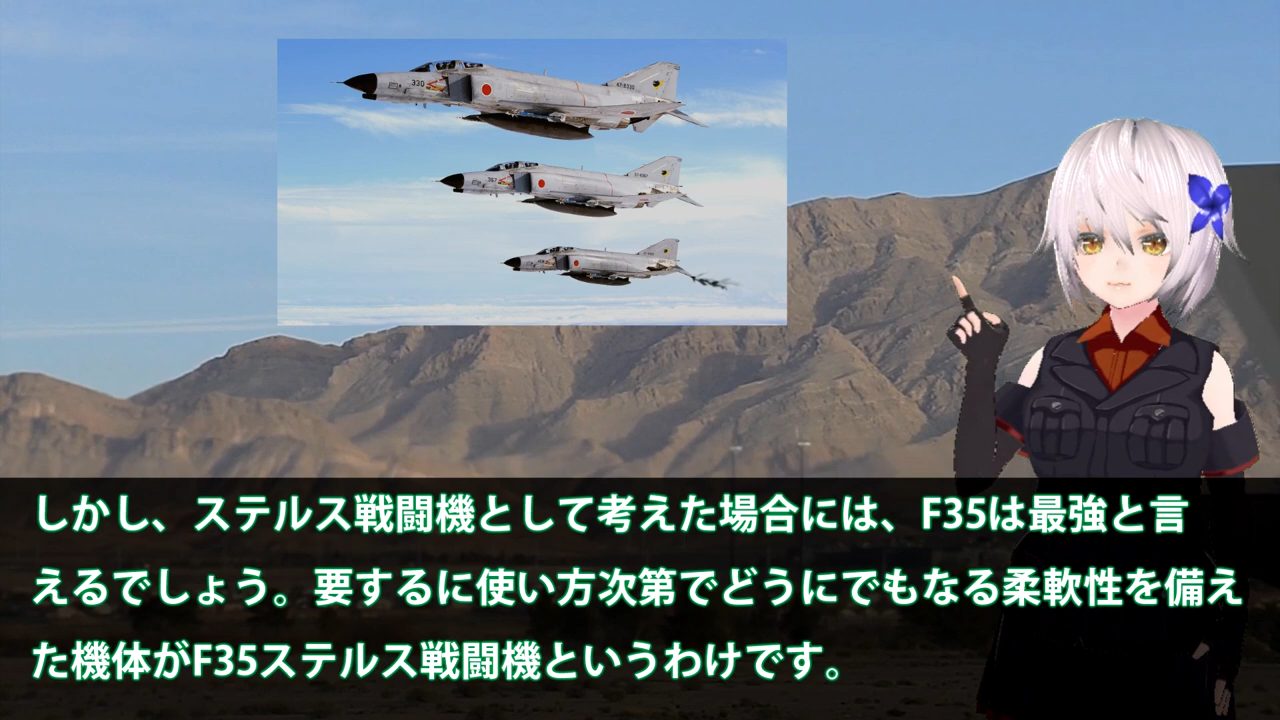 330
367
しかし、ステルス戦闘機として考えた場合には、F35は最強と言
えるでしょう。要するに使い方次第でどうにでもなる柔軟性を備え
た機体がF35ステルス戦闘機というわけです。